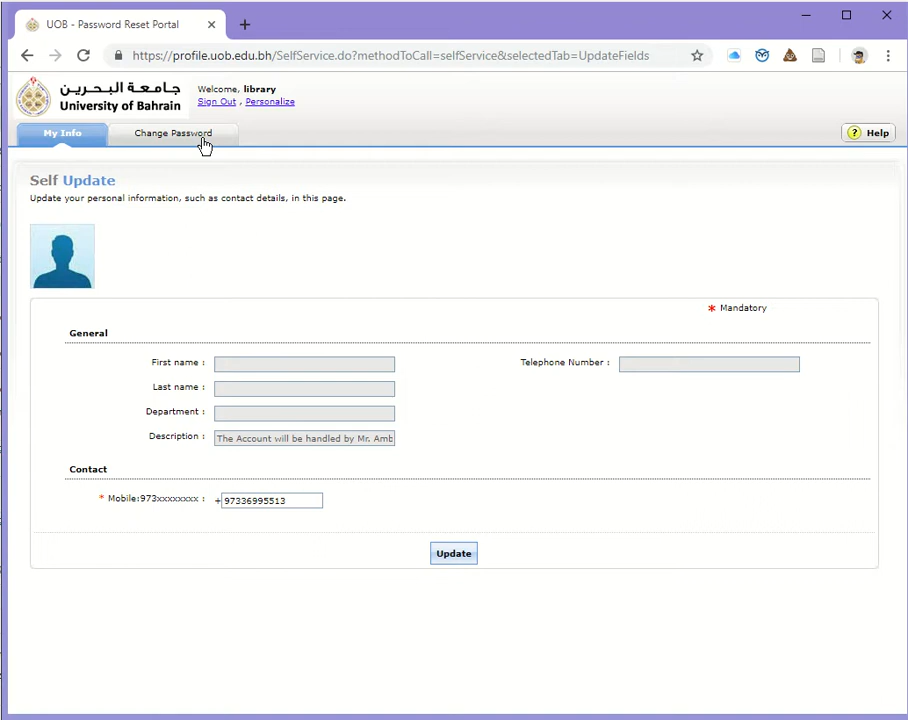 UOB - Password Reset Portal
https://profile.uob.edu.bh/SelfService.do?methodToCall=selfService&selectedTab=UpdateFields
جامعة البحرين
University of Bahrain
Welcome, library
Sign Out , Personalize
My Info
Change Password
? Help
Self Update
Update your personal information, such as contact details, in this page.
* Mandatory
General
First name :
Telephone Number :
Last name :
Department :
Description : The Account will be handled by Mr. Amb
Contact
* Mobile:973xxxxxxxx : +97336995513
Update